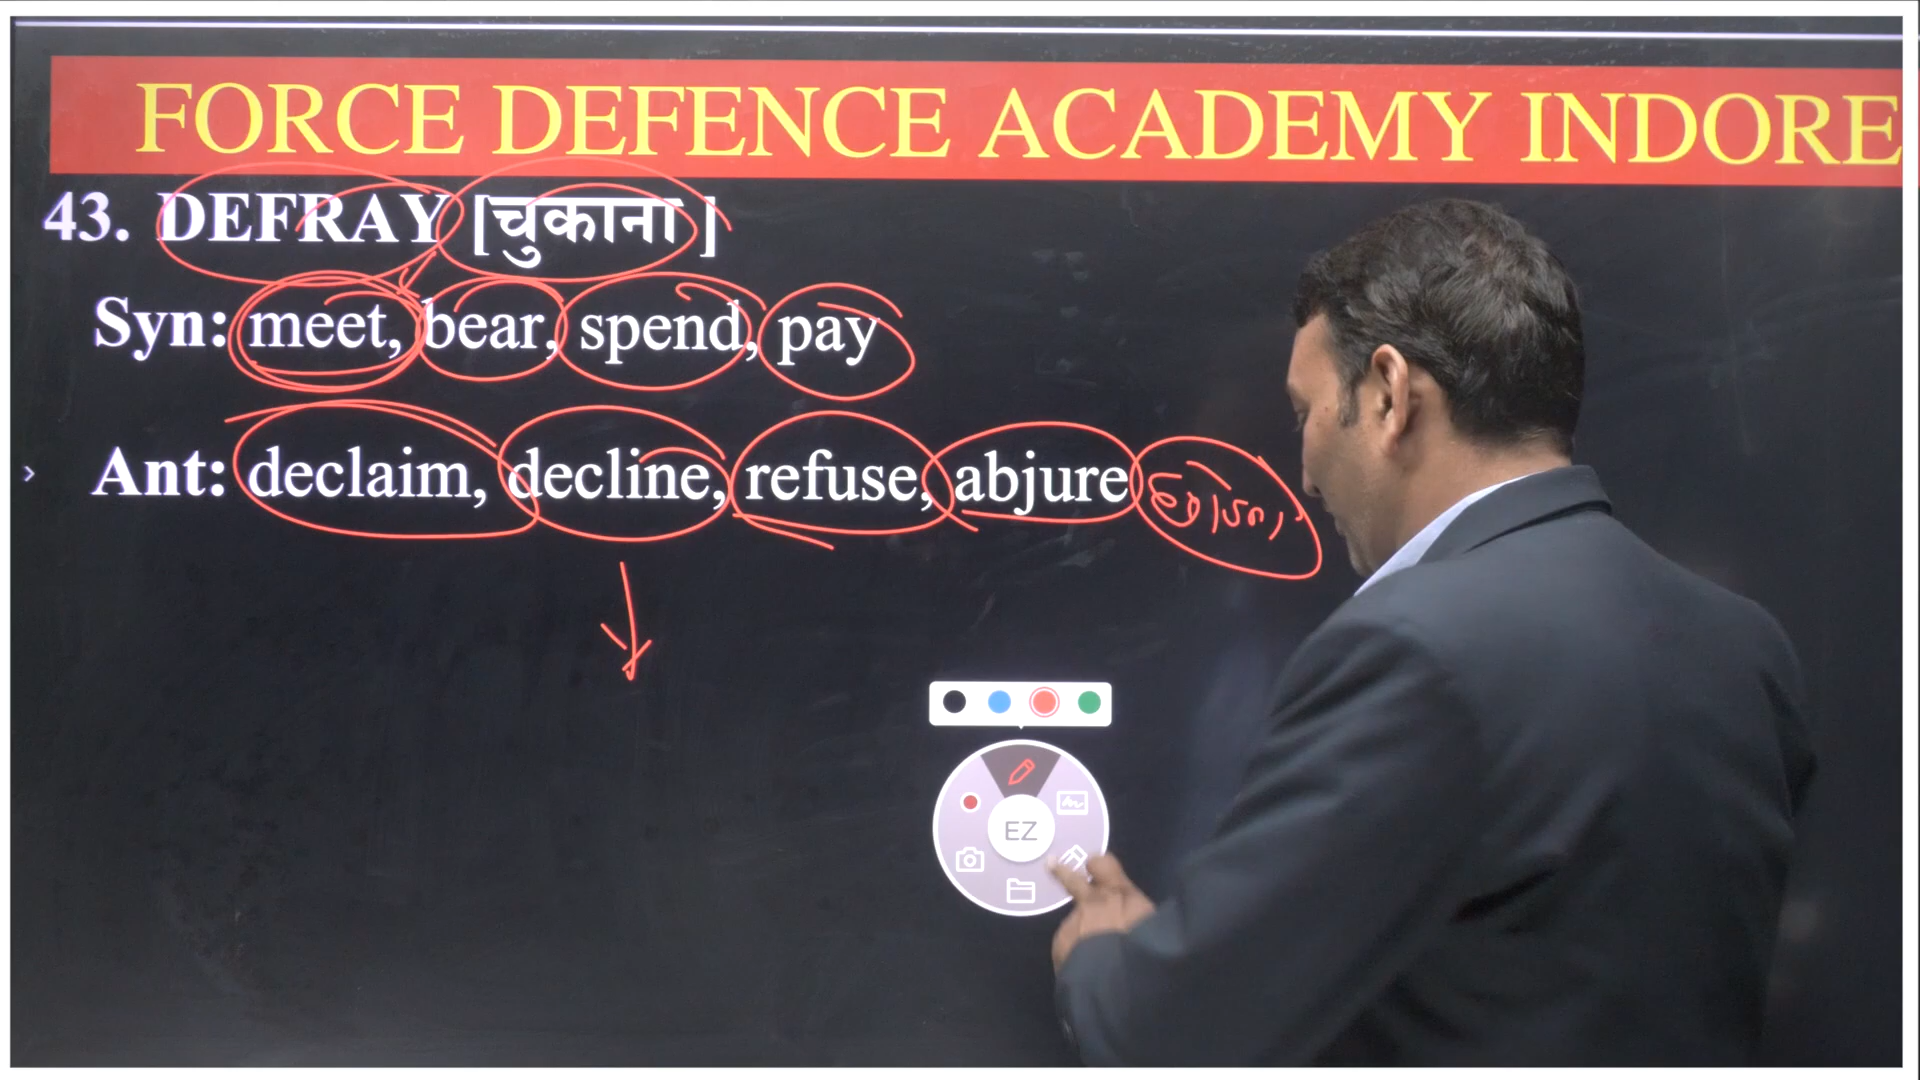 FORCE DEFENCE ACADEMY INDORE
43. DEFRAY [चुकाना ]
Syn: meet, bear, spend, pay
Ant: declaim, decline, refuse, abjure
EZ